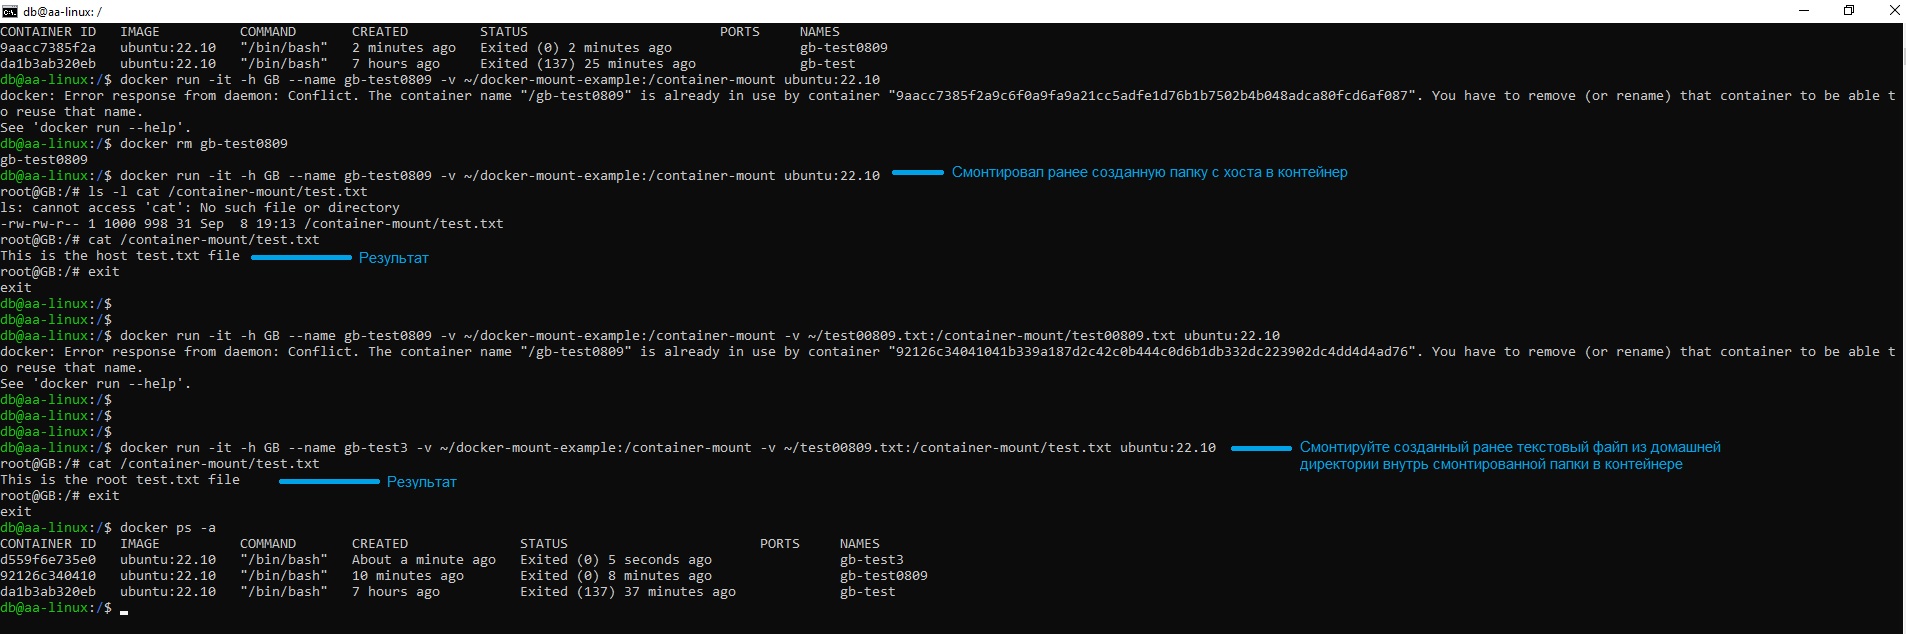 db@aa-linux: /
CONTAINER ID   IMAGE          COMMAND       CREATED         STATUS                        PORTS     NAMES
9aacc7385f2a   ubuntu:22.10   "/bin/bash"   2 minutes ago   Exited (0) 2 minutes ago                gb-test0809
da1b3ab320eb   ubuntu:22.10   "/bin/bash"   7 hours ago     Exited (137) 25 minutes ago             gb-test
db@aa-linux:/$ docker run -it -h GB --name gb-test0809 -v ~/docker-mount-example:/container-mount ubuntu:22.10
docker: Error response from daemon: Conflict. The container name "/gb-test0809" is already in use by container "9aacc7385f2a9c6f0a9fa9a21cc5adfe1d76b1b7502b4b048adca80fcd6af087". You have to remove (or rename) that container to be able t
o reuse that name.
See 'docker run --help'.
db@aa-linux:/$ docker rm gb-test0809
gb-test0809
db@aa-linux:/$ docker run -it -h GB --name gb-test0809 -v ~/docker-mount-example:/container-mount ubuntu:22.10 Смонтировал ранее созданную папку с хоста в контейнер
root@GB:/# ls -l cat /container-mount/test.txt
ls: cannot access 'cat': No such file or directory
-rw-rw-r-- 1 1000 998 31 Sep  8 19:13 /container-mount/test.txt
root@GB:/# cat /container-mount/test.txt
This is the host test.txt file Результат
root@GB:/# exit
exit
db@aa-linux:/$
db@aa-linux:/$
db@aa-linux:/$ docker run -it -h GB --name gb-test0809 -v ~/docker-mount-example:/container-mount -v ~/test00809.txt:/container-mount/test00809.txt ubuntu:22.10
docker: Error response from daemon: Conflict. The container name "/gb-test0809" is already in use by container "92126c34041041b339a187d2c42c0b444c0d6b1db332dc223902dc4dd4d4ad76". You have to remove (or rename) that container to be able t
o reuse that name.
See 'docker run --help'.
db@aa-linux:/$
db@aa-linux:/$
db@aa-linux:/$
db@aa-linux:/$ docker run -it -h GB --name gb-test3 -v ~/docker-mount-example:/container-mount -v ~/test00809.txt:/container-mount/test.txt ubuntu:22.10 Смонтируйте созданный ранее текстовый файл из домашней
root@GB:/# cat /container-mount/test.txt директории внутрь смонтированной папки в контейнере
This is the root test.txt file Результат
root@GB:/# exit
exit
db@aa-linux:/$ docker ps -a
CONTAINER ID   IMAGE          COMMAND       CREATED              STATUS                        PORTS     NAMES
d559f6e735e0   ubuntu:22.10   "/bin/bash"   About a minute ago   Exited (0) 5 seconds ago                gb-test3
92126c340410   ubuntu:22.10   "/bin/bash"   10 minutes ago       Exited (0) 8 minutes ago                gb-test0809
da1b3ab320eb   ubuntu:22.10   "/bin/bash"   7 hours ago          Exited (137) 37 minutes ago             gb-test
db@aa-linux:/$